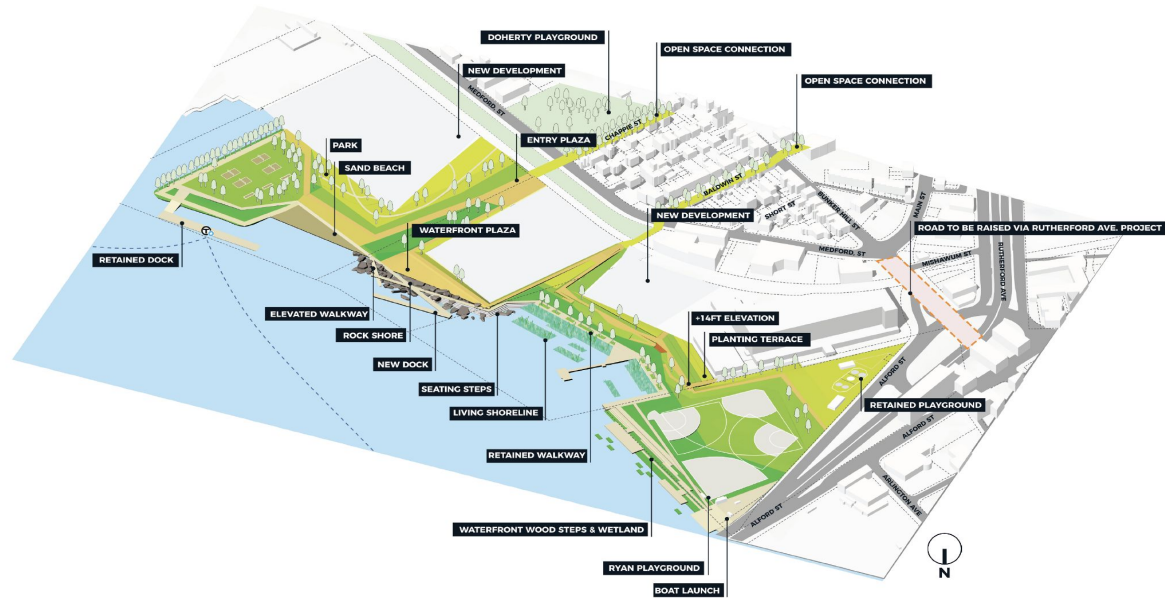 DOHERTY PLAYGROUND
OPEN SPACE CONNECTION
NEW DEVELOPMENT
OPEN SPACE CONNECTION
MEDFORD. ST
CHAPPIE ST
ENTRY PLAZA
PARK
SAND BEACH
BALDWIN ST
SHORT ST
BUNKER HILL ST
MAIN ST
NEW DEVELOPMENT
ROAD TO BE RAISED VIA RUTHERFORD AVE. PROJECT
WATERFRONT PLAZA
MEDFORD. ST
MISHAWUM ST
RUTHERFORD AVE
T
RETAINED DOCK
ELEVATED WALKWAY
+14FT ELEVATION
ROCK SHORE
PLANTING TERRACE
NEW DOCK
ALFORD ST
SEATING STEPS
RETAINED PLAYGROUND
LIVING SHORELINE
ALFORD ST
RETAINED WALKWAY
ARLINGTON AVE
ALFORD ST
WATERFRONT WOOD STEPS & WETLAND
RYAN PLAYGROUND
N
BOAT LAUNCH